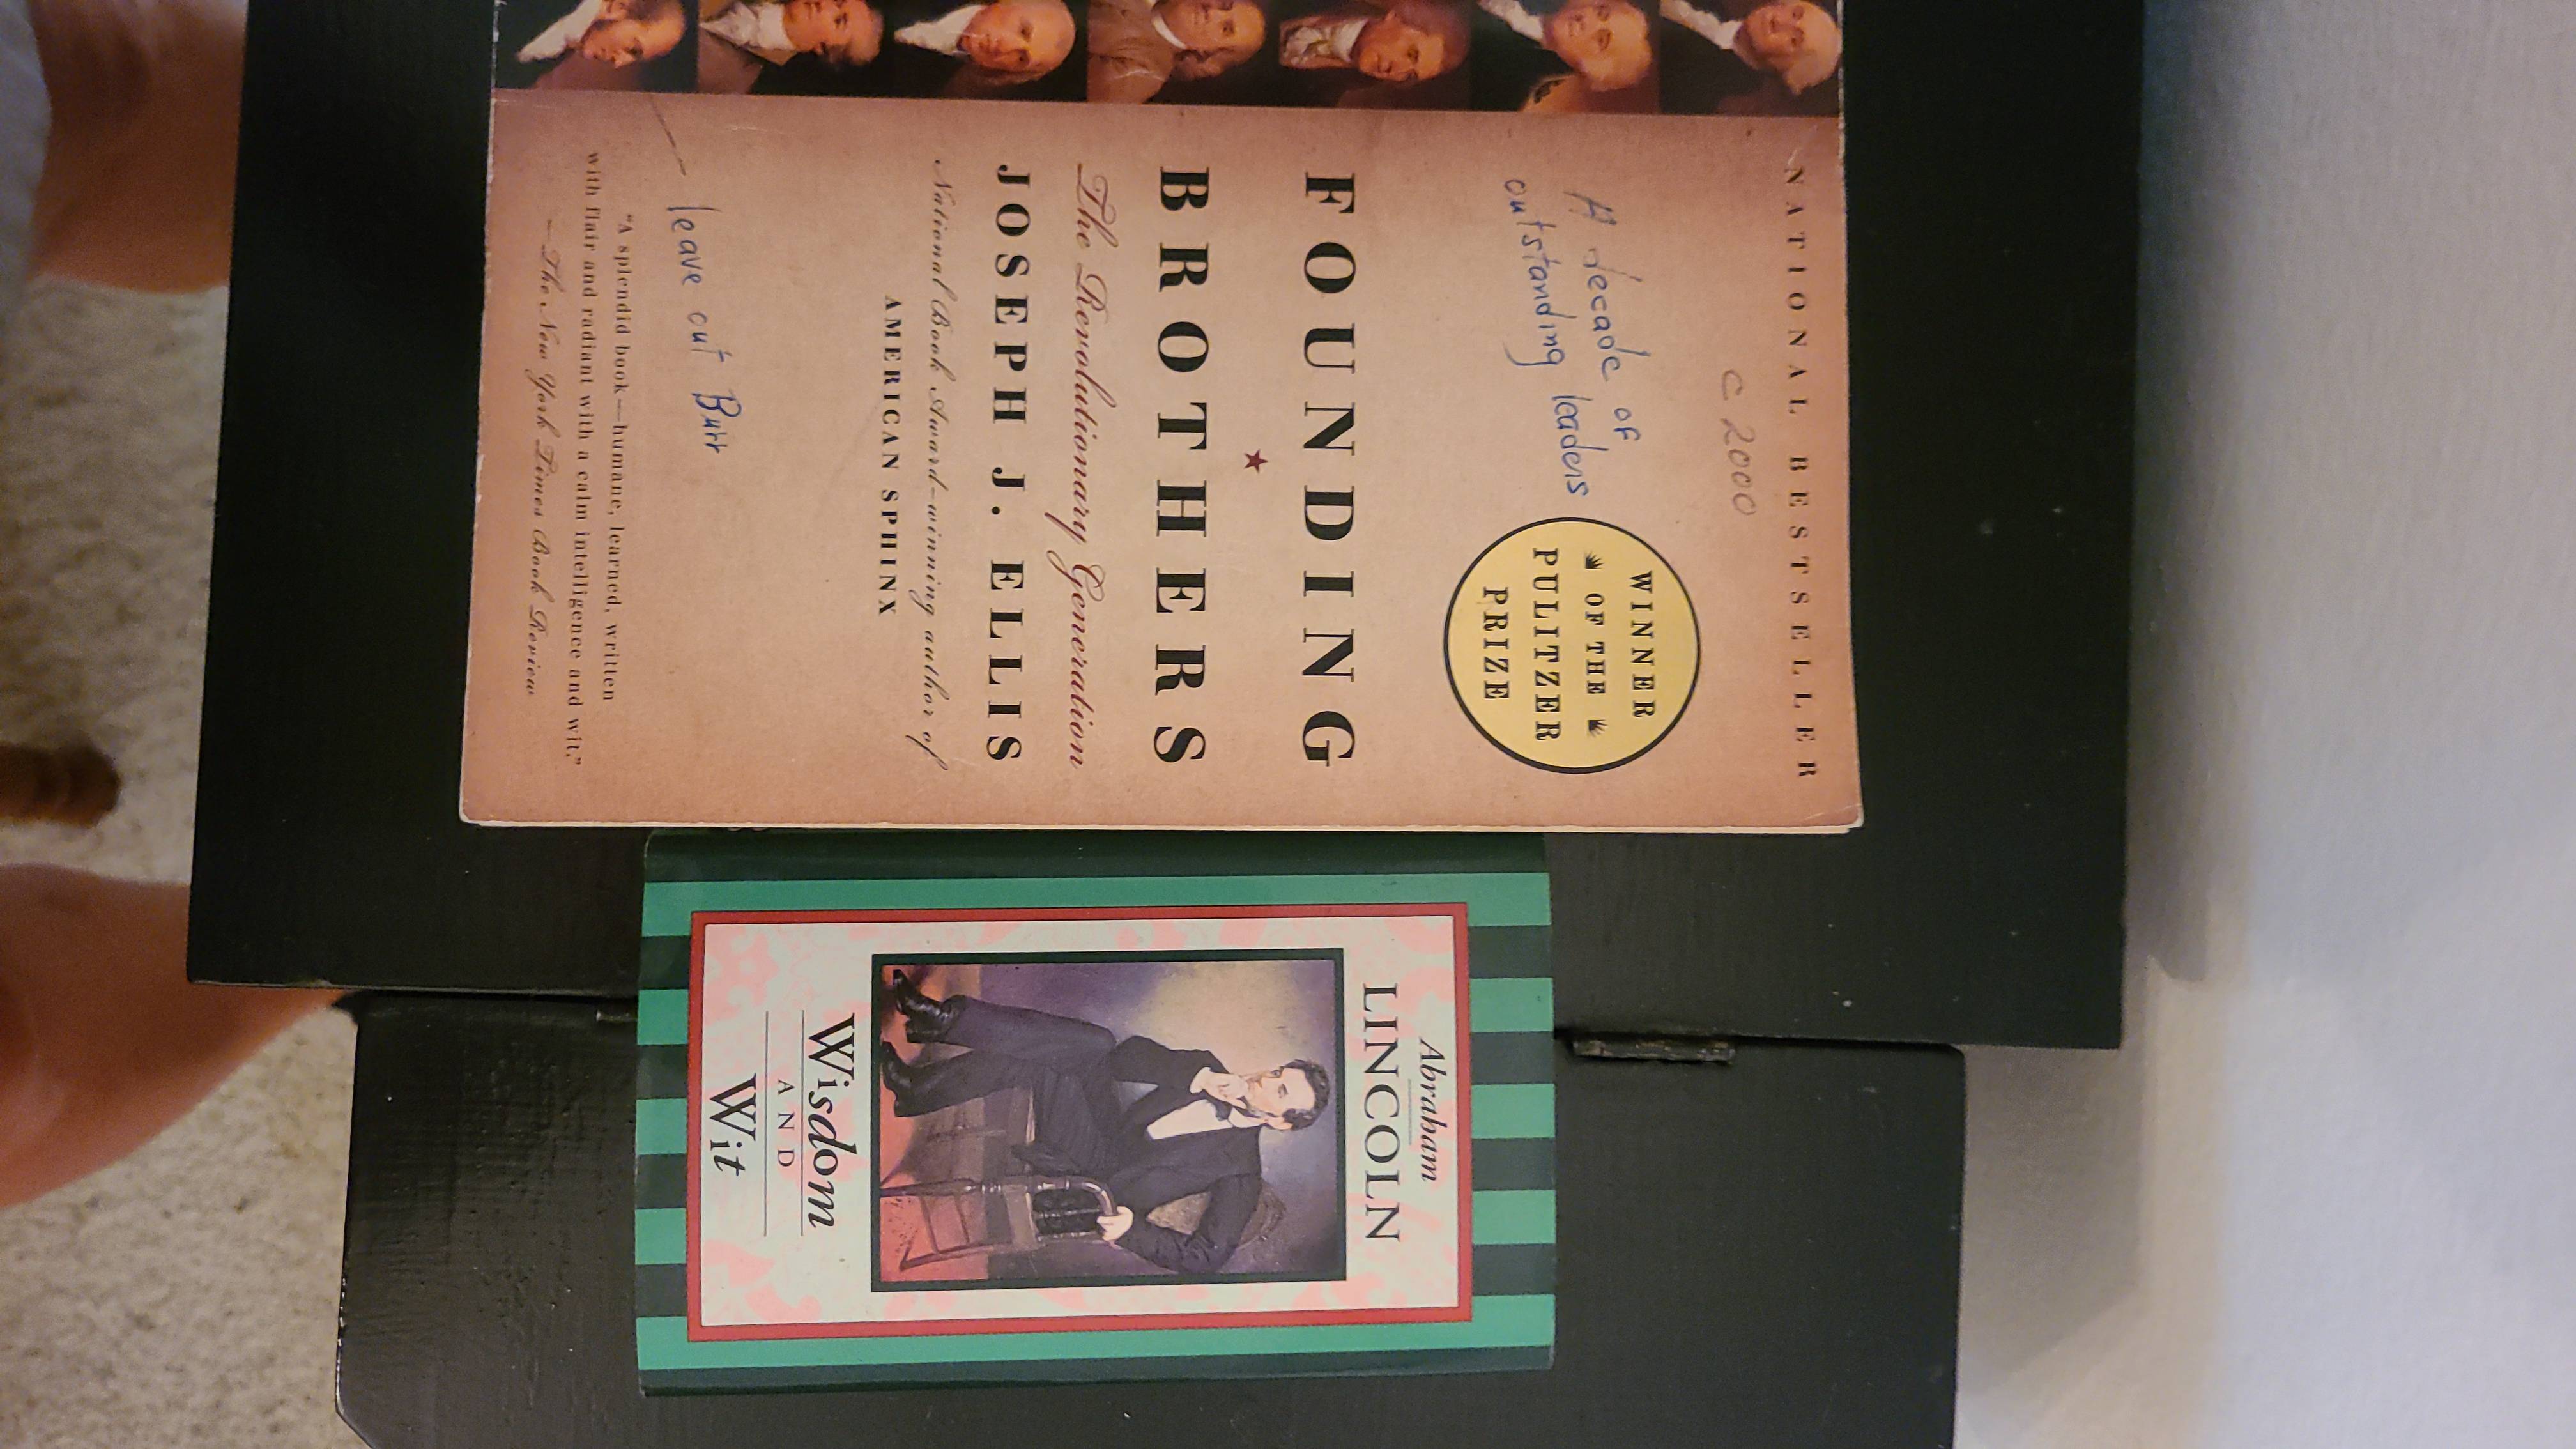 NATIONAL BESTSELLER
c 2000
A decade of
outstanding leaders
WINNER
OF THE
PULITZER
PRIZE
FOUNDING
BROTHERS
The Revolutionary Generation
JOSEPH J. ELLIS
National Book Award–winning author of
AMERICAN SPHINX
leave out Burr
"A splendid book—humane, learned, written
with flair and radiant with a calm intelligence and wit."
—The New York Times Book Review
Abraham
LINCOLN
Wisdom
AND
Wit